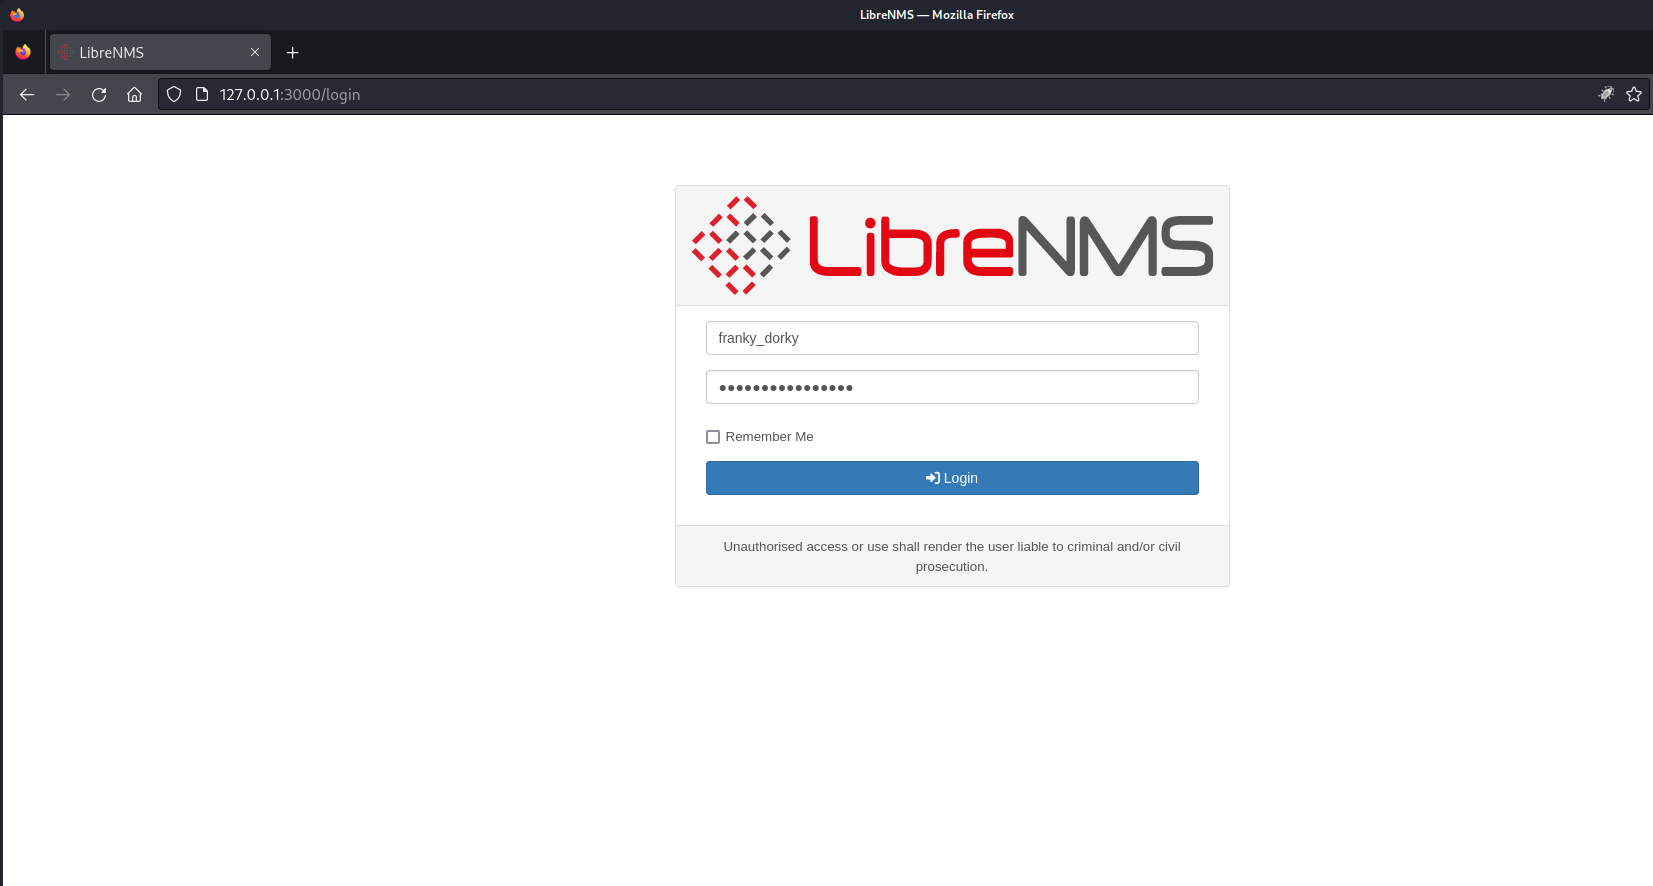 LibreNMS — Mozilla Firefox
LibreNMS
127.0.0.1:3000/login
LibreNMS
franky_dorky
••••••••••••••••
Remember Me
Login
Unauthorised access or use shall render the user liable to criminal and/or civil
prosecution.